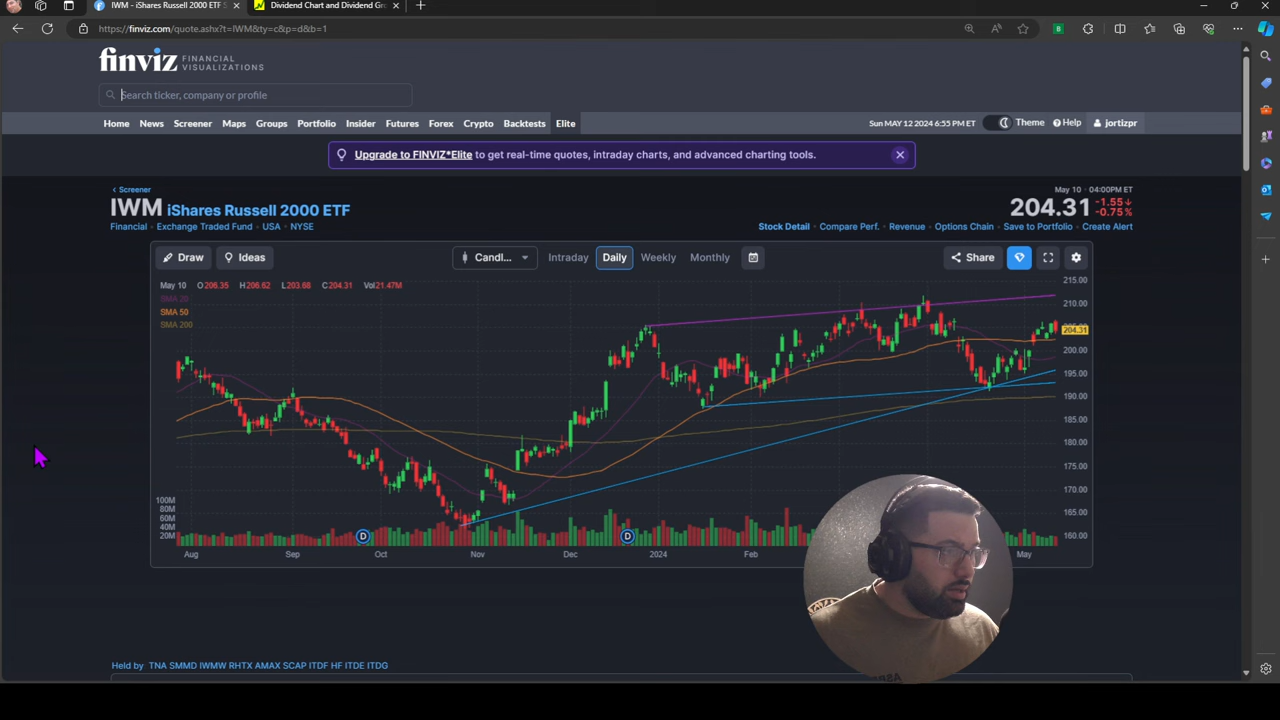 IWM - iShares Russell 2000 ETF S
Dividend Chart and Dividend Gro
https://finviz.com/quote.ashx?t=IWM&ty=c&p=d&b=1
finviz FINANCIAL VISUALIZATIONS
Search ticker, company or profile
Home News Screener Maps Groups Portfolio Insider Futures Forex Crypto Backtests Elite
Sun MAY 12 2024 6:55 PM ET Theme Help jortizpr
Upgrade to FINVIZ*Elite to get real-time quotes, intraday charts, and advanced charting tools.
Screener
May 10 · 04:00PM ET
IWM iShares Russell 2000 ETF
204.31 -1.55 -0.75%
Financial · Exchange Traded Fund · USA · NYSE
Stock Detail · Compare Perf. · Revenue · Options Chain · Save to Portfolio · Create Alert
Draw Ideas Candl... Intraday Daily Weekly Monthly Share
May 10 O 206.35 H 206.62 L 203.68 C 204.31 Vol 21.47M
SMA 20
SMA 50
SMA 200
215.00
210.00
204.31
200.00
195.00
190.00
185.00
180.00
175.00
170.00
165.00
160.00
100M
80M
60M
40M
20M
D D
Aug Sep Oct Nov Dec 2024 Feb May
Held by TNA SMMD IWMW RHTX AMAX SCAP ITDF HF ITDE ITDG